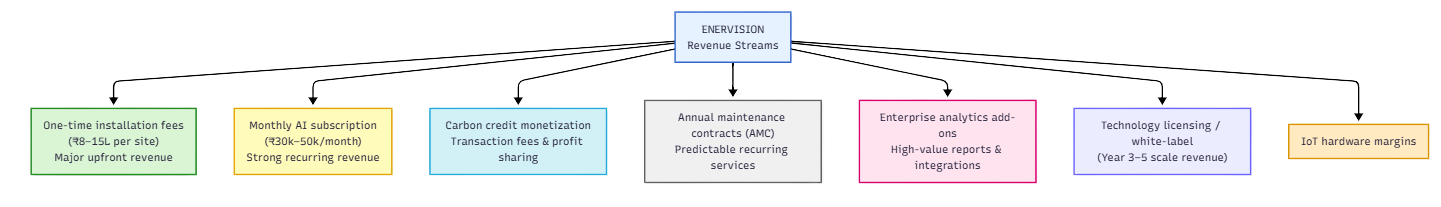 ENERVISION
Revenue Streams
One-time installation fees
(₹8–15L per site)
Major upfront revenue
Monthly AI subscription
(₹30k–50k/month)
Strong recurring revenue
Carbon credit monetization
Transaction fees & profit
sharing
Annual maintenance
contracts (AMC)
Predictable recurring
services
Enterprise analytics add-
ons
High-value reports &
integrations
Technology licensing /
white-label
(Year 3–5 scale revenue)
IoT hardware margins